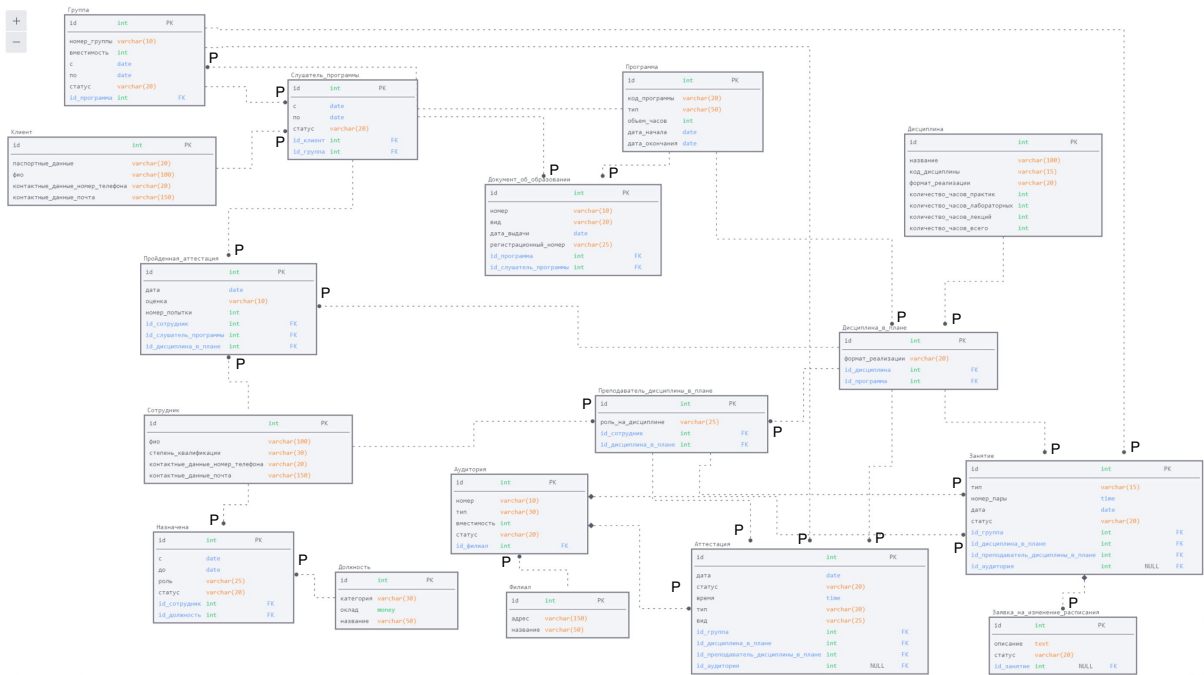 +
−
Группа
id int PK
номер_группы varchar(10)
вместимость int
с date
по date
статус varchar(20)
id_программа int FK
P
P
P
Слушатель_программы
id int PK
с date
по date
статус varchar(20)
id_клиент int FK
id_группа int FK
Программа
id int PK
код_программы varchar(20)
тип varchar(50)
объем_часов int
дата_начала date
дата_окончания date
Клиент
id int PK
паспортные_данные varchar(20)
фио varchar(100)
контактные_данные_номер_телефона varchar(20)
контактные_данные_почта varchar(150)
Дисциплина
id int PK
название varchar(100)
код_дисциплины varchar(15)
формат_реализации varchar(20)
количество_часов_практик int
количество_часов_лабораторных int
количество_часов_лекций int
количество_часов_всего int
P
P
Документ_об_образовании
id int PK
номер varchar(10)
вид varchar(20)
дата_выдачи date
регистрационный_номер varchar(25)
id_программа int FK
id_слушатель_программы int FK
P
Пройденная_аттестация
id int PK
дата date
оценка varchar(10)
номер_попытки int
id_сотрудник int FK
id_слушатель_программы int FK
id_дисциплина_в_плане int FK
P
P
P
P
Дисциплина_в_плане
id int PK
формат_реализации varchar(20)
id_дисциплина int FK
id_программа int FK
Преподаватель_дисциплины_в_плане
id int PK
роль_на_дисциплине varchar(25)
id_сотрудник int FK
id_дисциплина_в_плане int FK
P
P
Сотрудник
id int PK
фио varchar(100)
степень_квалификации varchar(30)
контактные_данные_номер_телефона varchar(20)
контактные_данные_почта varchar(150)
Аудитория
id int PK
номер varchar(10)
тип varchar(30)
вместимость int
статус varchar(20)
id_филиал int FK
P
P
P
P
Занятие
id int PK
тип varchar(15)
номер_пары time
дата date
статус varchar(20)
id_группа int FK
id_дисциплина_в_плане int FK
id_преподаватель_дисциплины_в_плане int FK
id_аудитория int NULL FK
P
Назначена
id int PK
с date
до date
роль varchar(25)
статус varchar(20)
id_сотрудник int FK
id_должность int FK
P
Должность
id int PK
категория varchar(30)
оклад money
название varchar(50)
P
Филиал
id int PK
адрес varchar(150)
название varchar(50)
P
P
P
P
Аттестация
id int PK
дата date
статус varchar(20)
время time
тип varchar(30)
вид varchar(25)
id_группа int FK
id_дисциплина_в_плане int FK
id_преподаватель_дисциплины_в_плане int FK
id_аудитория int NULL FK
P
Заявка_на_изменение_расписания
id int PK
описание text
статус varchar(20)
id_занятие int NULL FK